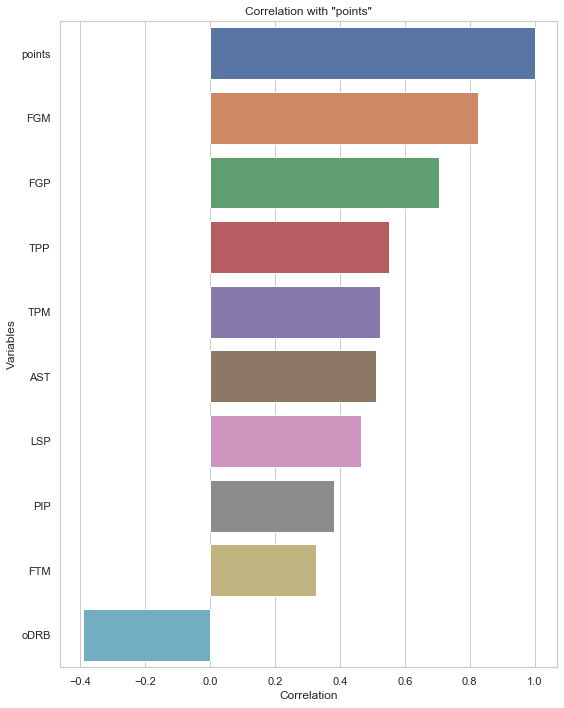 Correlation with "points"
points
FGM
FGP
TPP
TPM
AST
LSP
PIP
FTM
oDRB
Variables
−0.4 −0.2 0.0 0.2 0.4 0.6 0.8 1.0
Correlation